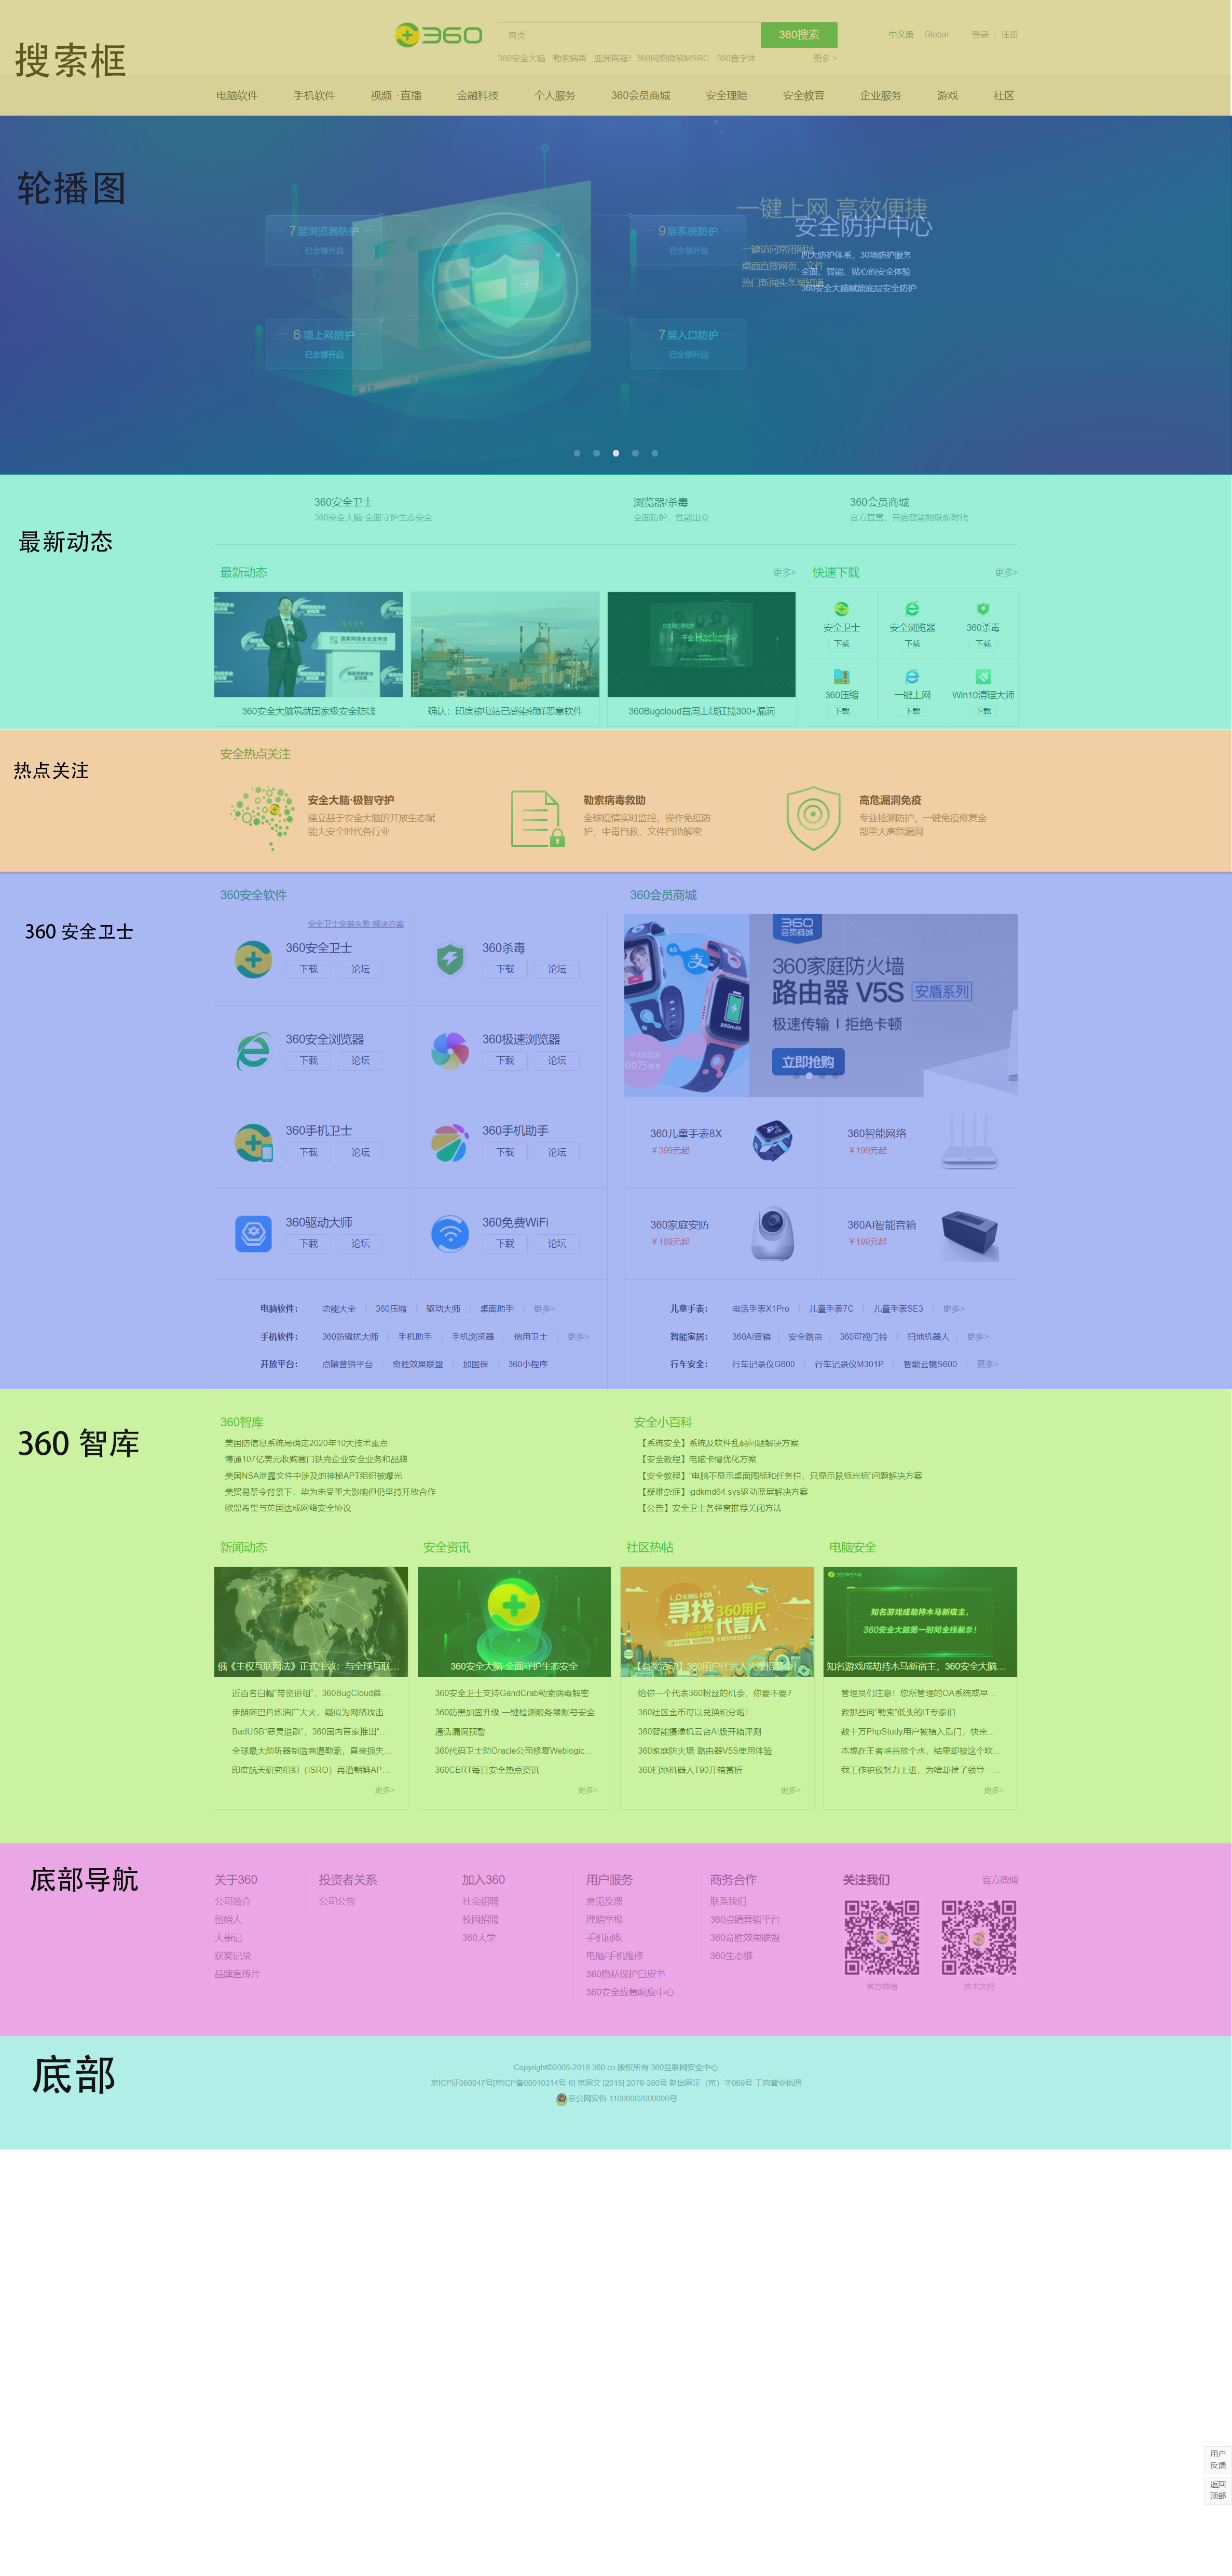 搜索框
360
网页
360搜索
中文版 Global 登录 注册
360安全大脑 勒索病毒 亚洲首冠！360问鼎微软MSRC 360查字体 更多 >
电脑软件 手机软件 视频·直播 金融科技 个人服务 360会员商城 安全理赔 安全教育 企业服务 游戏 社区
轮播图
一键上网 高效便捷
安全防护中心
7层浏览器防护
已全部开启
9层系统防护
已全部开启
一键访问常用网址
四大防护体系，30项防护服务
桌面直搜网页、文件
全面、智能、贴心的安全体验
热门新闻头条早知道
360安全大脑赋能底层安全防护
6项上网防护
已全部开启
7层入口防护
已全部开启
最新动态
360安全卫士
360安全大脑·全面守护生态安全
浏览器/杀毒
全面防护，性能出众
360会员商城
官方直营，开启智能物联新时代
最新动态 更多>
快速下载 更多>
千企Hacker
360安全大脑筑就国家级安全防线
确认：印度核电站已感染朝鲜恶意软件
360Bugcloud首周上线狂揽300+漏洞
安全卫士 安全浏览器 360杀毒
下载 下载 下载
360压缩 一键上网 Win10清理大师
下载 下载 下载
热点关注
安全热点关注
安全大脑·极智守护
建立基于安全大脑的开放生态赋
能大安全时代各行业
勒索病毒救助
全球疫情实时监控，操作免疫防
护，中毒自救，文件自助解密
高危漏洞免疫
专业检测防护，一键免疫修复全
部重大高危漏洞
360 安全卫士
360安全软件
安全卫士安装失败-解决方案
360安全卫士
下载 论坛
360杀毒
下载 论坛
360安全浏览器
下载 论坛
360极速浏览器
下载 论坛
360手机卫士
下载 论坛
360手机助手
下载 论坛
360驱动大师
下载 论坛
360免费WiFi
下载 论坛
电脑软件： 功能大全 | 360压缩 | 驱动大师 | 桌面助手 | 更多>
手机软件： 360防骚扰大师 | 手机助手 | 手机浏览器 | 信用卫士 | 更多>
开放平台： 点睛营销平台 | 奇胜效果联盟 | 加固保 | 360小程序
360会员商城
360
会员商城
360家庭防火墙
路由器 V5S 安盾系列
极速传输 | 拒绝卡顿
立即抢购
800mAh
360儿童手表8X
￥399元起
360智能网络
￥199元起
360家庭安防
￥169元起
360AI智能音箱
￥199元起
儿童手表： 电话手表X1Pro | 儿童手表7C | 儿童手表SE3 | 更多>
智能家居： 360AI音箱 | 安全路由 | 360可视门铃 | 扫地机器人 | 更多>
行车安全： 行车记录仪G600 | 行车记录仪M301P | 智能云镜S600 | 更多>
360 智库
360智库
美国防信息系统局确定2020年10大技术重点
博通107亿美元收购赛门铁克企业安全业务和品牌
美国NSA泄露文件中涉及的神秘APT组织被曝光
美贸易禁令背景下，华为未受重大影响但仍坚持开放合作
欧盟希望与英国达成网络安全协议
安全小百科
【系统安全】系统及软件乱码问题解决方案
【安全教程】电脑卡慢优化方案
【安全教程】"电脑不显示桌面图标和任务栏，只显示鼠标光标"问题解决方案
【疑难杂症】igdkmd64.sys驱动蓝屏解决方案
【公告】安全卫士各弹窗推荐关闭方法
新闻动态
俄《主权互联网法》正式生效：与全球互联...
近百名白帽"带资进组"，360BugCloud首...
伊朗阿巴丹炼油厂大火，疑似为网络攻击
BadUSB"恶灵退散"，360国内首家推出"...
全球最大助听器制造商遭勒索，直接损失...
印度航天研究组织（ISRO）再遭朝鲜AP...
更多>
安全资讯
360安全大脑·全面守护生态安全
360安全卫士支持GandCrab勒索病毒解密
360防黑加固升级 一键检测服务器账号安全
通话漏洞预警
360代码卫士助Oracle公司修复Weblogic...
360CERT每日安全热点资讯
更多>
社区热帖
LOOKING FOR
寻找360用户代言人
ENDORSERS
给你一个代表360粉丝的机会，你要不要？
360社区金币可以兑换积分啦！
360智能摄像机云台AI版开箱评测
360家庭防火墙·路由器V5S使用体验
360扫地机器人T90开箱赏析
更多>
电脑安全
知名游戏成劫持木马新宿主，
360安全大脑第一时间全线截杀！
知名游戏成劫持木马新宿主，360安全大脑...
管理员们注意！您所管理的OA系统或早...
致那些向"勒索"低头的IT专家们
数十万PhpStudy用户被植入后门，快来...
本想在王者峡谷放个水，结果却被这个软...
我工作积极努力上进，为啥却挨了领导一...
更多>
底部导航
关于360
公司简介
创始人
大事记
获奖记录
品牌宣传片
投资者关系
公司公告
加入360
社会招聘
校园招聘
360大学
用户服务
意见反馈
理赔举报
手机回收
电脑/手机维修
360隐私保护白皮书
360安全应急响应中心
商务合作
联系我们
360点睛营销平台
360奇胜效果联盟
360生态链
关注我们 官方微博
官方微信 技术支持
底部
Copyright©2005-2019 360.cn 版权所有 360互联网安全中心
京ICP证080047号[京ICP备08010314号-6] 京网文 [2015] 2079-380号 新出网证（京）字069号 工商营业执照
京公网安备 11000002000006号
用户
反馈
返回
顶部